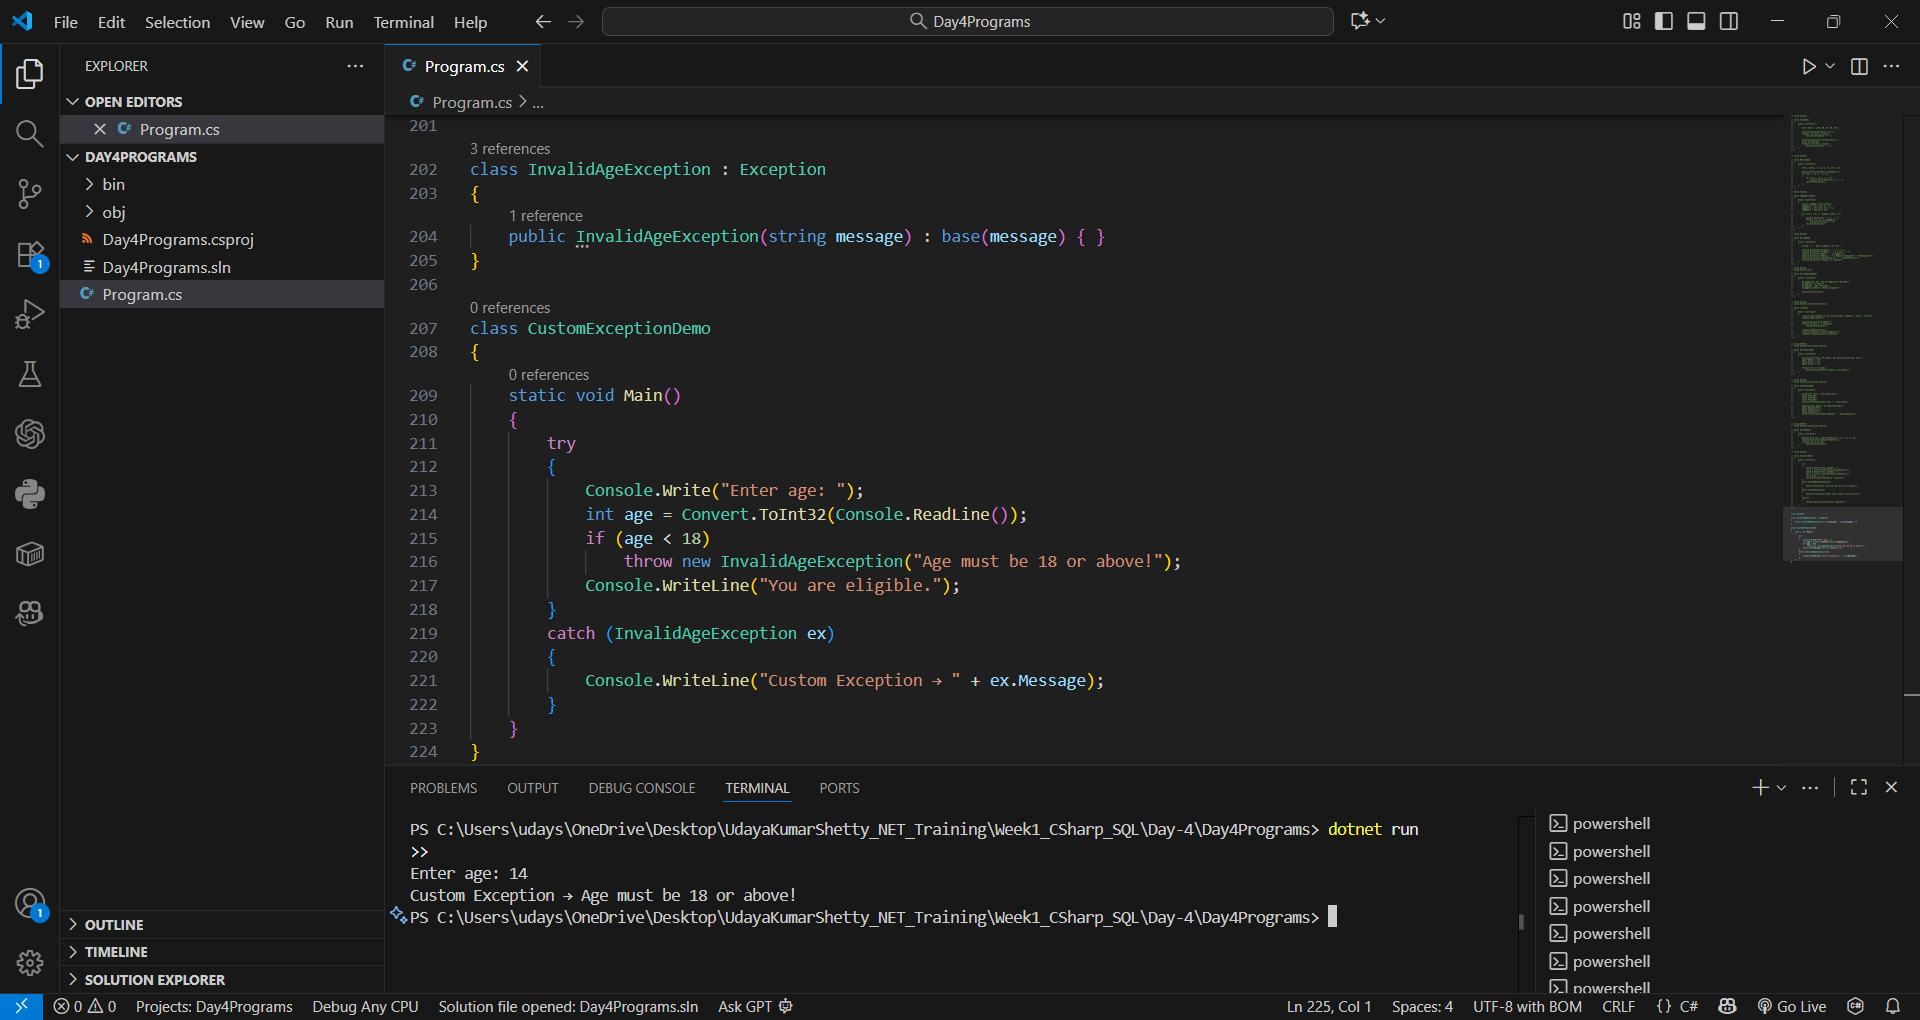 File Edit Selection View Go Run Terminal Help
Day4Programs
EXPLORER
OPEN EDITORS
Program.cs
DAY4PROGRAMS
bin
obj
Day4Programs.csproj
Day4Programs.sln
Program.cs
OUTLINE
TIMELINE
SOLUTION EXPLORER
1
1
Program.cs
Program.cs > ...
201
3 references
202 class InvalidAgeException : Exception
203 {
1 reference
204 public InvalidAgeException(string message) : base(message) { }
205 }
206
0 references
207 class CustomExceptionDemo
208 {
0 references
209 static void Main()
210 {
211 try
212 {
213 Console.Write("Enter age: ");
214 int age = Convert.ToInt32(Console.ReadLine());
215 if (age < 18)
216 throw new InvalidAgeException("Age must be 18 or above!");
217 Console.WriteLine("You are eligible.");
218 }
219 catch (InvalidAgeException ex)
220 {
221 Console.WriteLine("Custom Exception → " + ex.Message);
222 }
223 }
224 }
PROBLEMS OUTPUT DEBUG CONSOLE TERMINAL PORTS
PS C:\Users\udays\OneDrive\Desktop\UdayaKumarShetty_NET_Training\Week1_CSharp_SQL\Day-4\Day4Programs> dotnet run
>>
Enter age: 14
Custom Exception → Age must be 18 or above!
PS C:\Users\udays\OneDrive\Desktop\UdayaKumarShetty_NET_Training\Week1_CSharp_SQL\Day-4\Day4Programs>
powershell
powershell
powershell
powershell
powershell
powershell
powershell
0 0 Projects: Day4Programs Debug Any CPU Solution file opened: Day4Programs.sln Ask GPT Ln 225, Col 1 Spaces: 4 UTF-8 with BOM CRLF {} C# Go Live